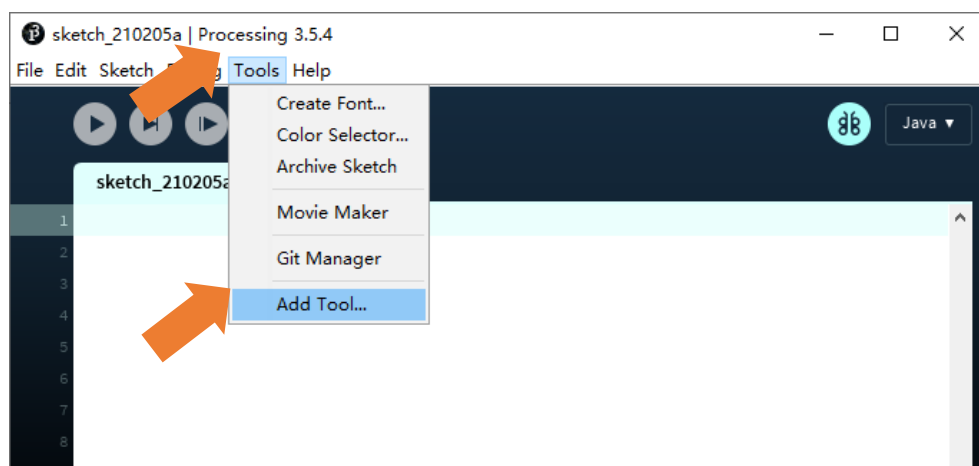 sketch_210205a | Processing 3.5.4
File Edit Sketch Tools Help
Create Font...
Color Selector...
Java ▼
Archive Sketch
sketch_210205a
Movie Maker
1
2
Git Manager
3
Add Tool...
4
5
6
7
8